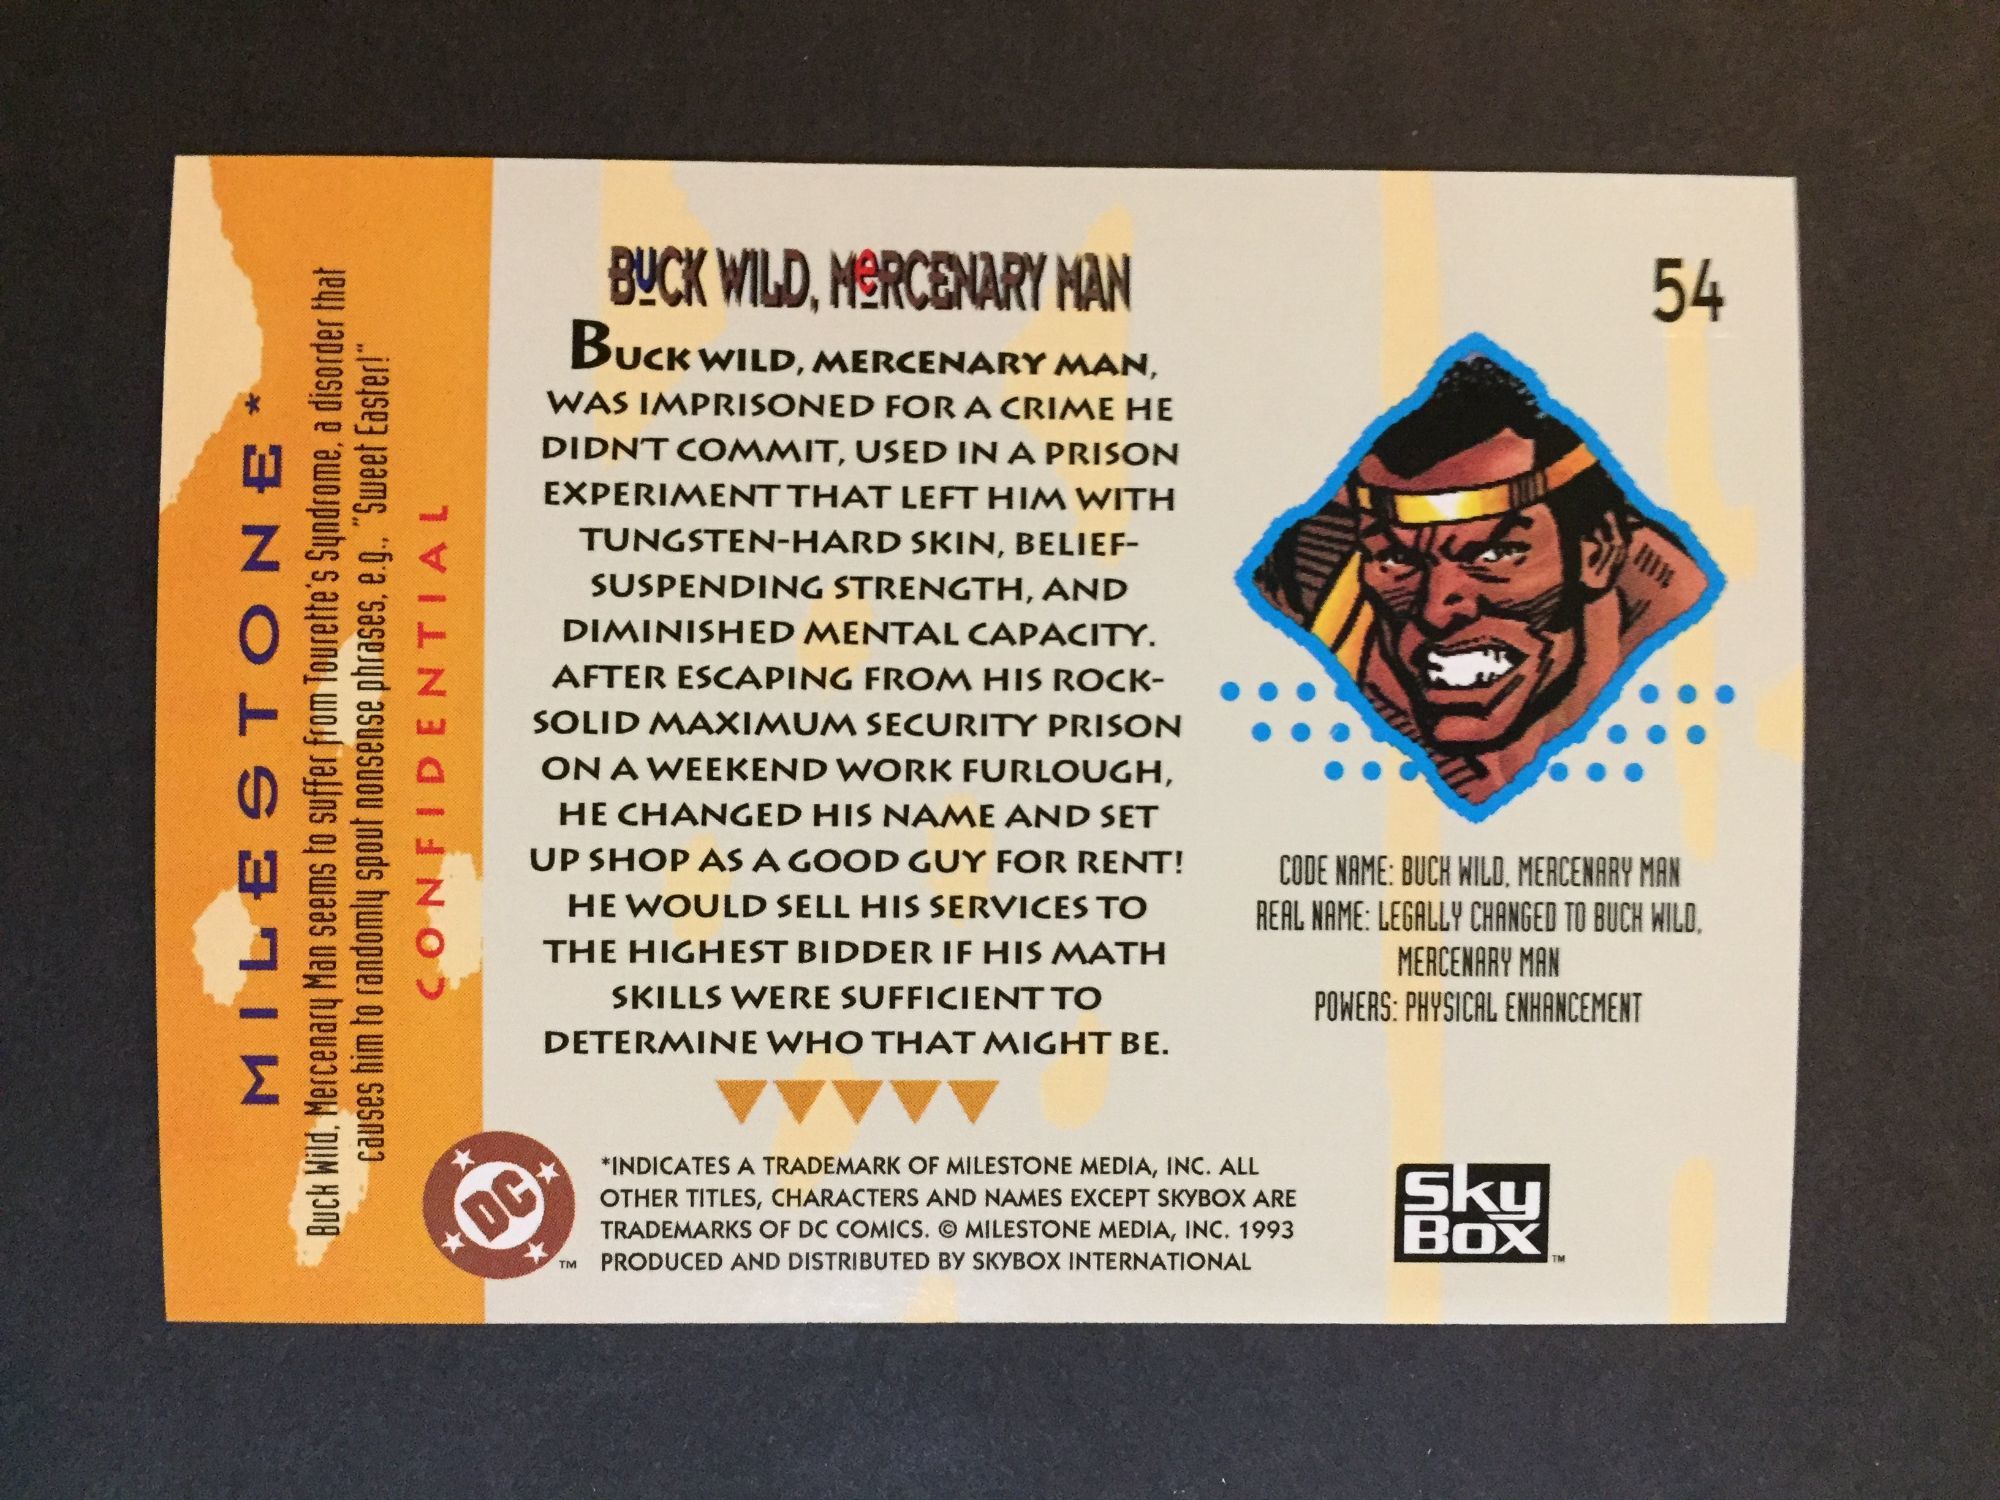 MILESTONE*
Buck Wild, Mercenary Man seems to suffer from Tourette's Syndrome, a disorder that
causes him to randomly spout nonsense phrases, e.g., "Sweet Easter!"
CONFIDENTIAL
BuCK WILD, MeRCENARY MAN
BUCK WILD, MERCENARY MAN,
WAS IMPRISONED FOR A CRIME HE
DIDN'T COMMIT, USED IN A PRISON
EXPERIMENT THAT LEFT HIM WITH
TUNGSTEN-HARD SKIN, BELIEF-
SUSPENDING STRENGTH, AND
DIMINISHED MENTAL CAPACITY.
AFTER ESCAPING FROM HIS ROCK-
SOLID MAXIMUM SECURITY PRISON
ON A WEEKEND WORK FURLOUGH,
HE CHANGED HIS NAME AND SET
UP SHOP AS A GOOD GUY FOR RENT!
HE WOULD SELL HIS SERVICES TO
THE HIGHEST BIDDER IF HIS MATH
SKILLS WERE SUFFICIENT TO
DETERMINE WHO THAT MIGHT BE.
54
CODE NAME: BUCK WILD, MERCENARY MAN
REAL NAME: LEGALLY CHANGED TO BUCK WILD,
MERCENARY MAN
POWERS: PHYSICAL ENHANCEMENT
DC
TM
*INDICATES A TRADEMARK OF MILESTONE MEDIA, INC. ALL
OTHER TITLES, CHARACTERS AND NAMES EXCEPT SKYBOX ARE
TRADEMARKS OF DC COMICS. © MILESTONE MEDIA, INC. 1993
PRODUCED AND DISTRIBUTED BY SKYBOX INTERNATIONAL
Sky
Box
TM